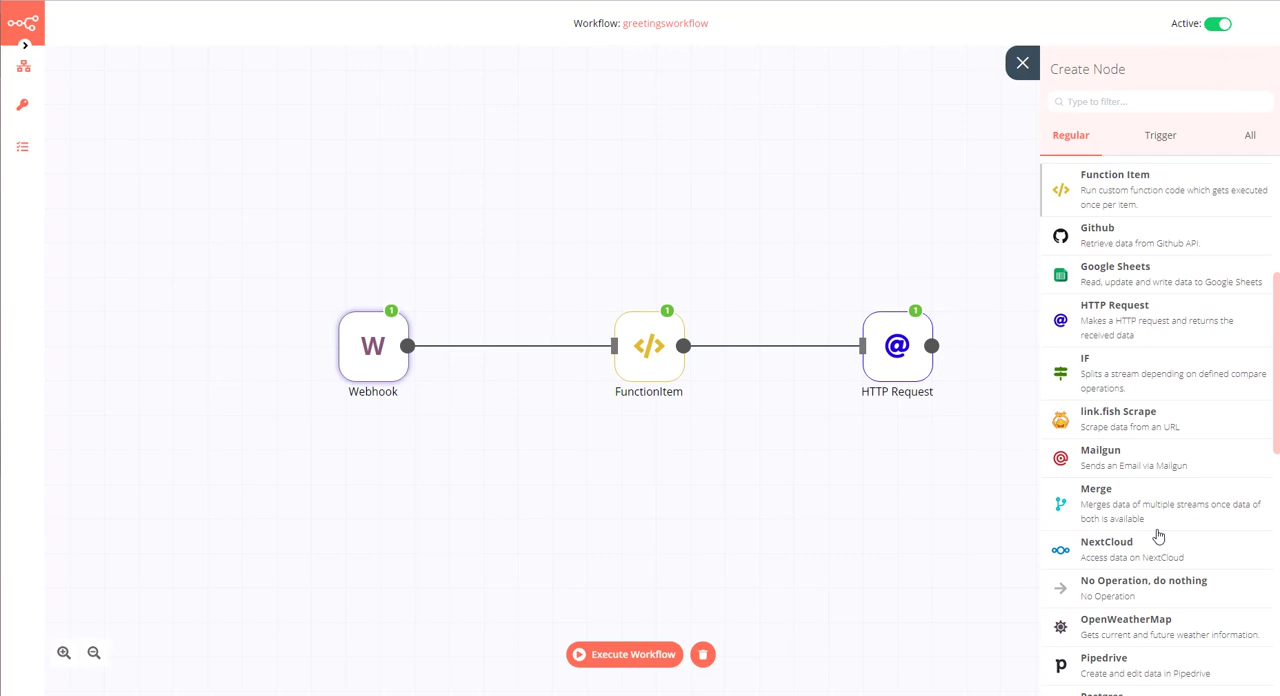 Workflow: greetingsworkflow
Active:
Create Node
Type to filter...
Regular
Trigger
All
Function Item
Run custom function code which gets executed
once per item.
Github
Retrieve data from Github API.
Google Sheets
Read, update and write data to Google Sheets
HTTP Request
Makes a HTTP request and returns the
received data
IF
Splits a stream depending on defined compare
operations.
link.fish Scrape
Scrape data from an URL
Mailgun
Sends an Email via Mailgun
Merge
Merges data of multiple streams once data of
both is available
NextCloud
Access data on NextCloud
No Operation, do nothing
No Operation
OpenWeatherMap
Gets current and future weather information.
Pipedrive
Create and edit data in Pipedrive
1
1
1
W
</>
@
Webhook
FunctionItem
HTTP Request
Execute Workflow